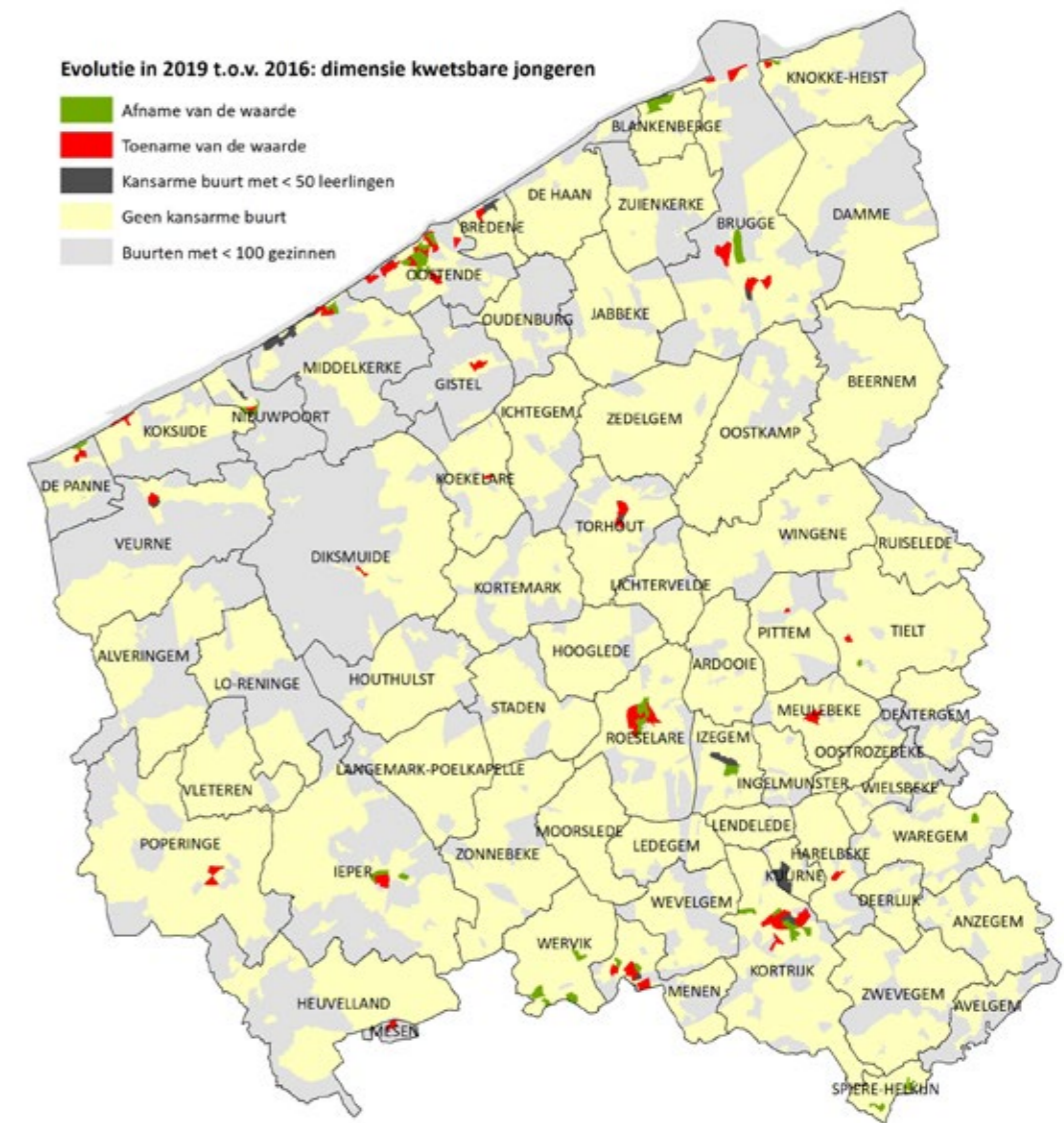 Evolutie in 2019 t.o.v. 2016: dimensie kwetsbare jongeren
Afname van de waarde
Toename van de waarde
Kansarme buurt met < 50 leerlingen
Geen kansarme buurt
Buurten met < 100 gezinnen
KNOKKE-HEIST
BLANKENBERGE
DE HAAN
ZUIENKERKE
BRUGGE
DAMME
BREDENE
OOSTENDE
OUDENBURG
JABBEKE
MIDDELKERKE
GISTEL
BEERNEM
NIEUWPOORT
ICHTEGEM
ZEDELGEM
OOSTKAMP
KOKSIJDE
DE PANNE
KOEKELARE
TORHOUT
WINGENE
RUISELEDE
VEURNE
DIKSMUIDE
KORTEMARK
LICHTERVELDE
PITTEM
TIELT
ALVERINGEM
LO-RENINGE
HOUTHULST
HOOGLEDE
ARDOOIE
STADEN
MEULEBEKE
DENTERGEM
ROESELARE
IZEGEM
OOSTROZEBEKE
LANGEMARK-POELKAPELLE
INGELMUNSTER
WIELSBEKE
VLETEREN
LENDELEDE
MOORSLEDE
WAREGEM
POPERINGE
LEDEGEM
HARELBEKE
ZONNEBEKE
IEPER
KUURNE
WEVELGEM
DEERLIJK
ANZEGEM
WERVIK
KORTRIJK
MENEN
ZWEVEGEM
HEUVELLAND
AVELGEM
MESEN
SPIERE-HELKIJN